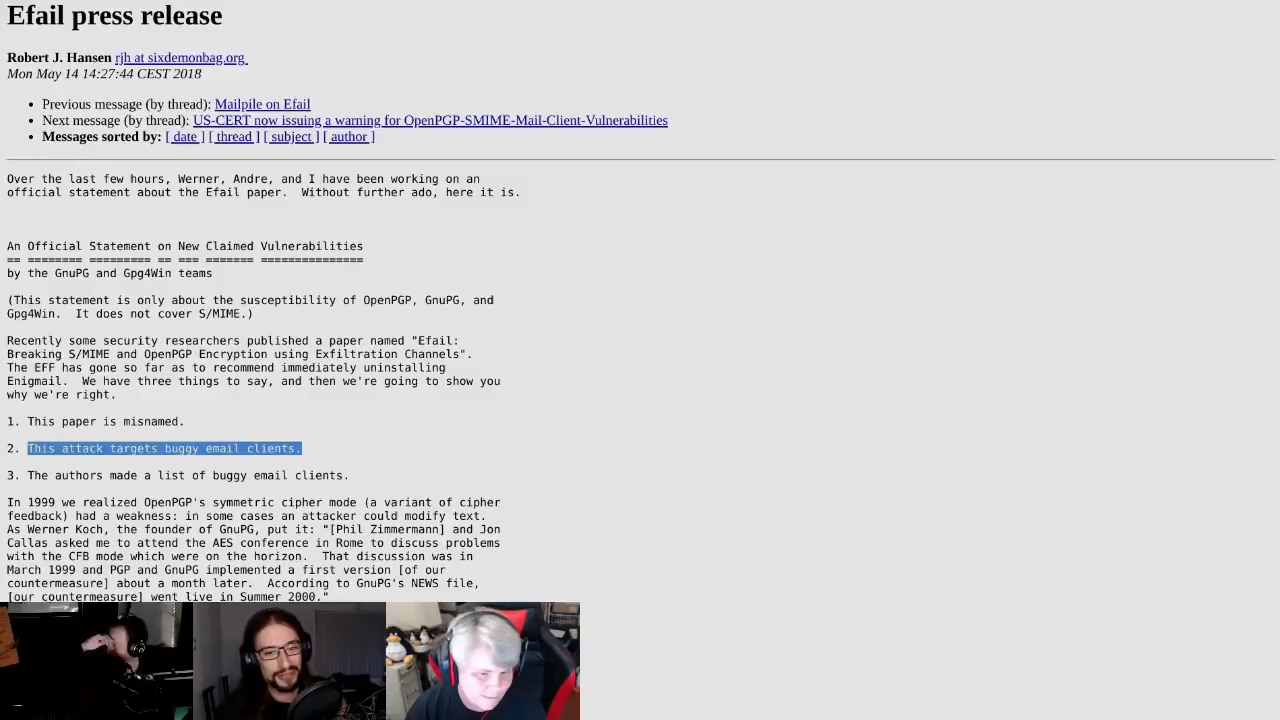 Efail press release
Robert J. Hansen rjh at sixdemonbag.org
Mon May 14 14:27:44 CEST 2018
• Previous message (by thread): Mailpile on Efail
• Next message (by thread): US-CERT now issuing a warning for OpenPGP-SMIME-Mail-Client-Vulnerabilities
• Messages sorted by: [ date ] [ thread ] [ subject ] [ author ]
Over the last few hours, Werner, Andre, and I have been working on an
official statement about the Efail paper.  Without further ado, here it is.
An Official Statement on New Claimed Vulnerabilities
== ======== ========= == === ======= ===============
by the GnuPG and Gpg4Win teams
(This statement is only about the susceptibility of OpenPGP, GnuPG, and
Gpg4Win.  It does not cover S/MIME.)
Recently some security researchers published a paper named "Efail:
Breaking S/MIME and OpenPGP Encryption using Exfiltration Channels".
The EFF has gone so far as to recommend immediately uninstalling
Enigmail.  We have three things to say, and then we're going to show you
why we're right.
1. This paper is misnamed.
2. This attack targets buggy email clients.
3. The authors made a list of buggy email clients.
In 1999 we realized OpenPGP's symmetric cipher mode (a variant of cipher
feedback) had a weakness: in some cases an attacker could modify text.
As Werner Koch, the founder of GnuPG, put it: "[Phil Zimmermann] and Jon
Callas asked me to attend the AES conference in Rome to discuss problems
with the CFB mode which were on the horizon.  That discussion was in
March 1999 and PGP and GnuPG implemented a first version [of our
countermeasure] about a month later.  According to GnuPG's NEWS file,
[our countermeasure] went live in Summer 2000."